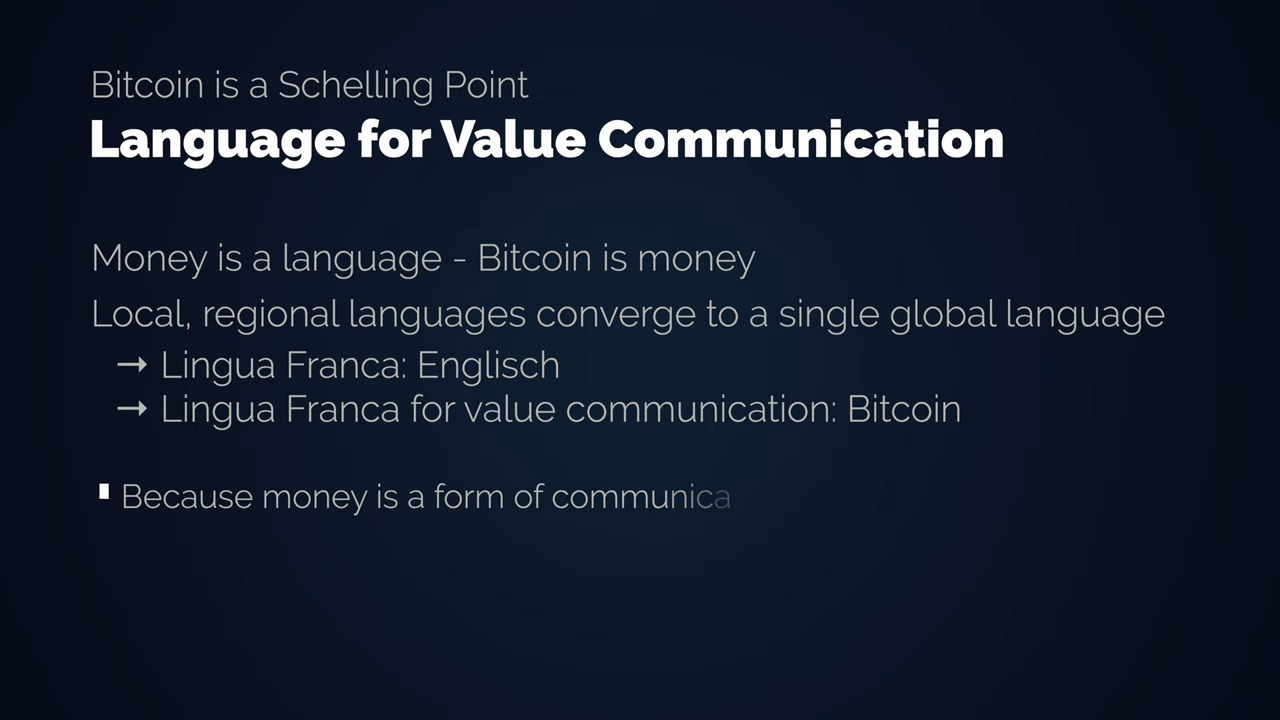 Bitcoin is a Schelling Point
Language for Value Communication
Money is a language - Bitcoin is money
Local, regional languages converge to a single global language
→ Lingua Franca: Englisch
→ Lingua Franca for value communication: Bitcoin
Because money is a form of communica